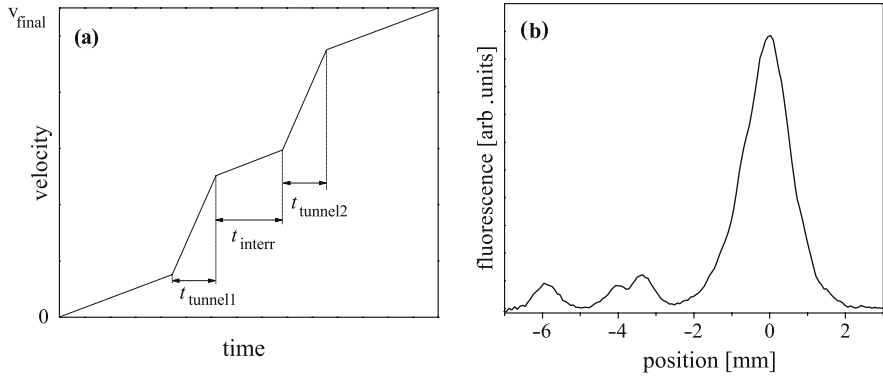 v_final
(a)
velocity
t_tunnel1
t_interr
t_tunnel2
0
time
(b)
fluorescence [arb .units]
-6 -4 -2 0 2
position [mm]